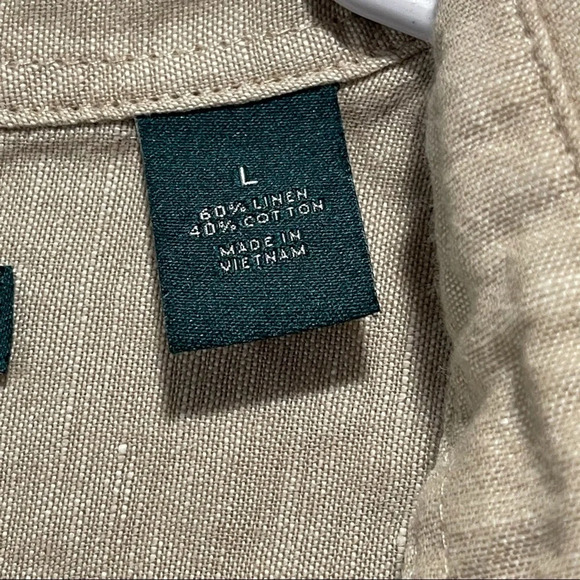 L
60% LINEN
40% COTTON
MADE IN
VIETNAM